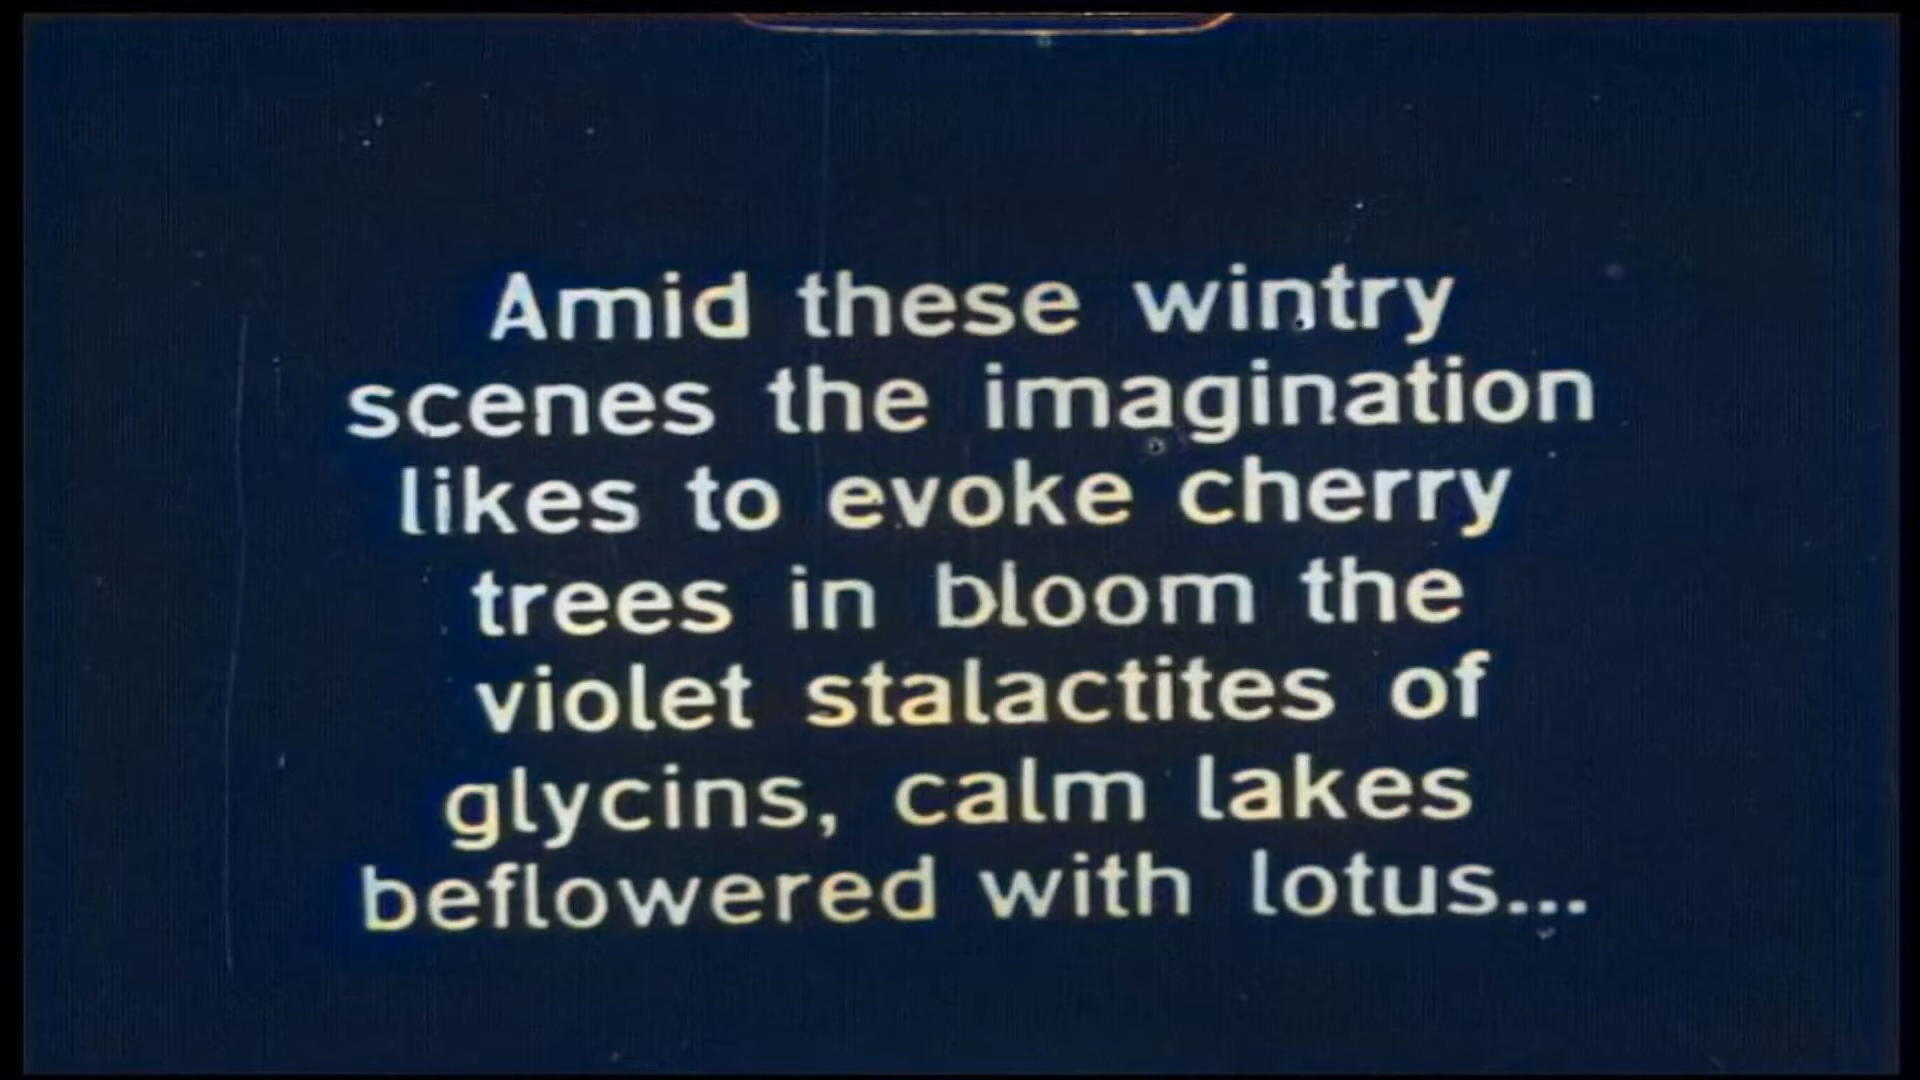 Amid these wintry
scenes the imagination
likes to evoke cherry
trees in bloom the
violet stalactites of
glycins, calm lakes
beflowered with lotus...